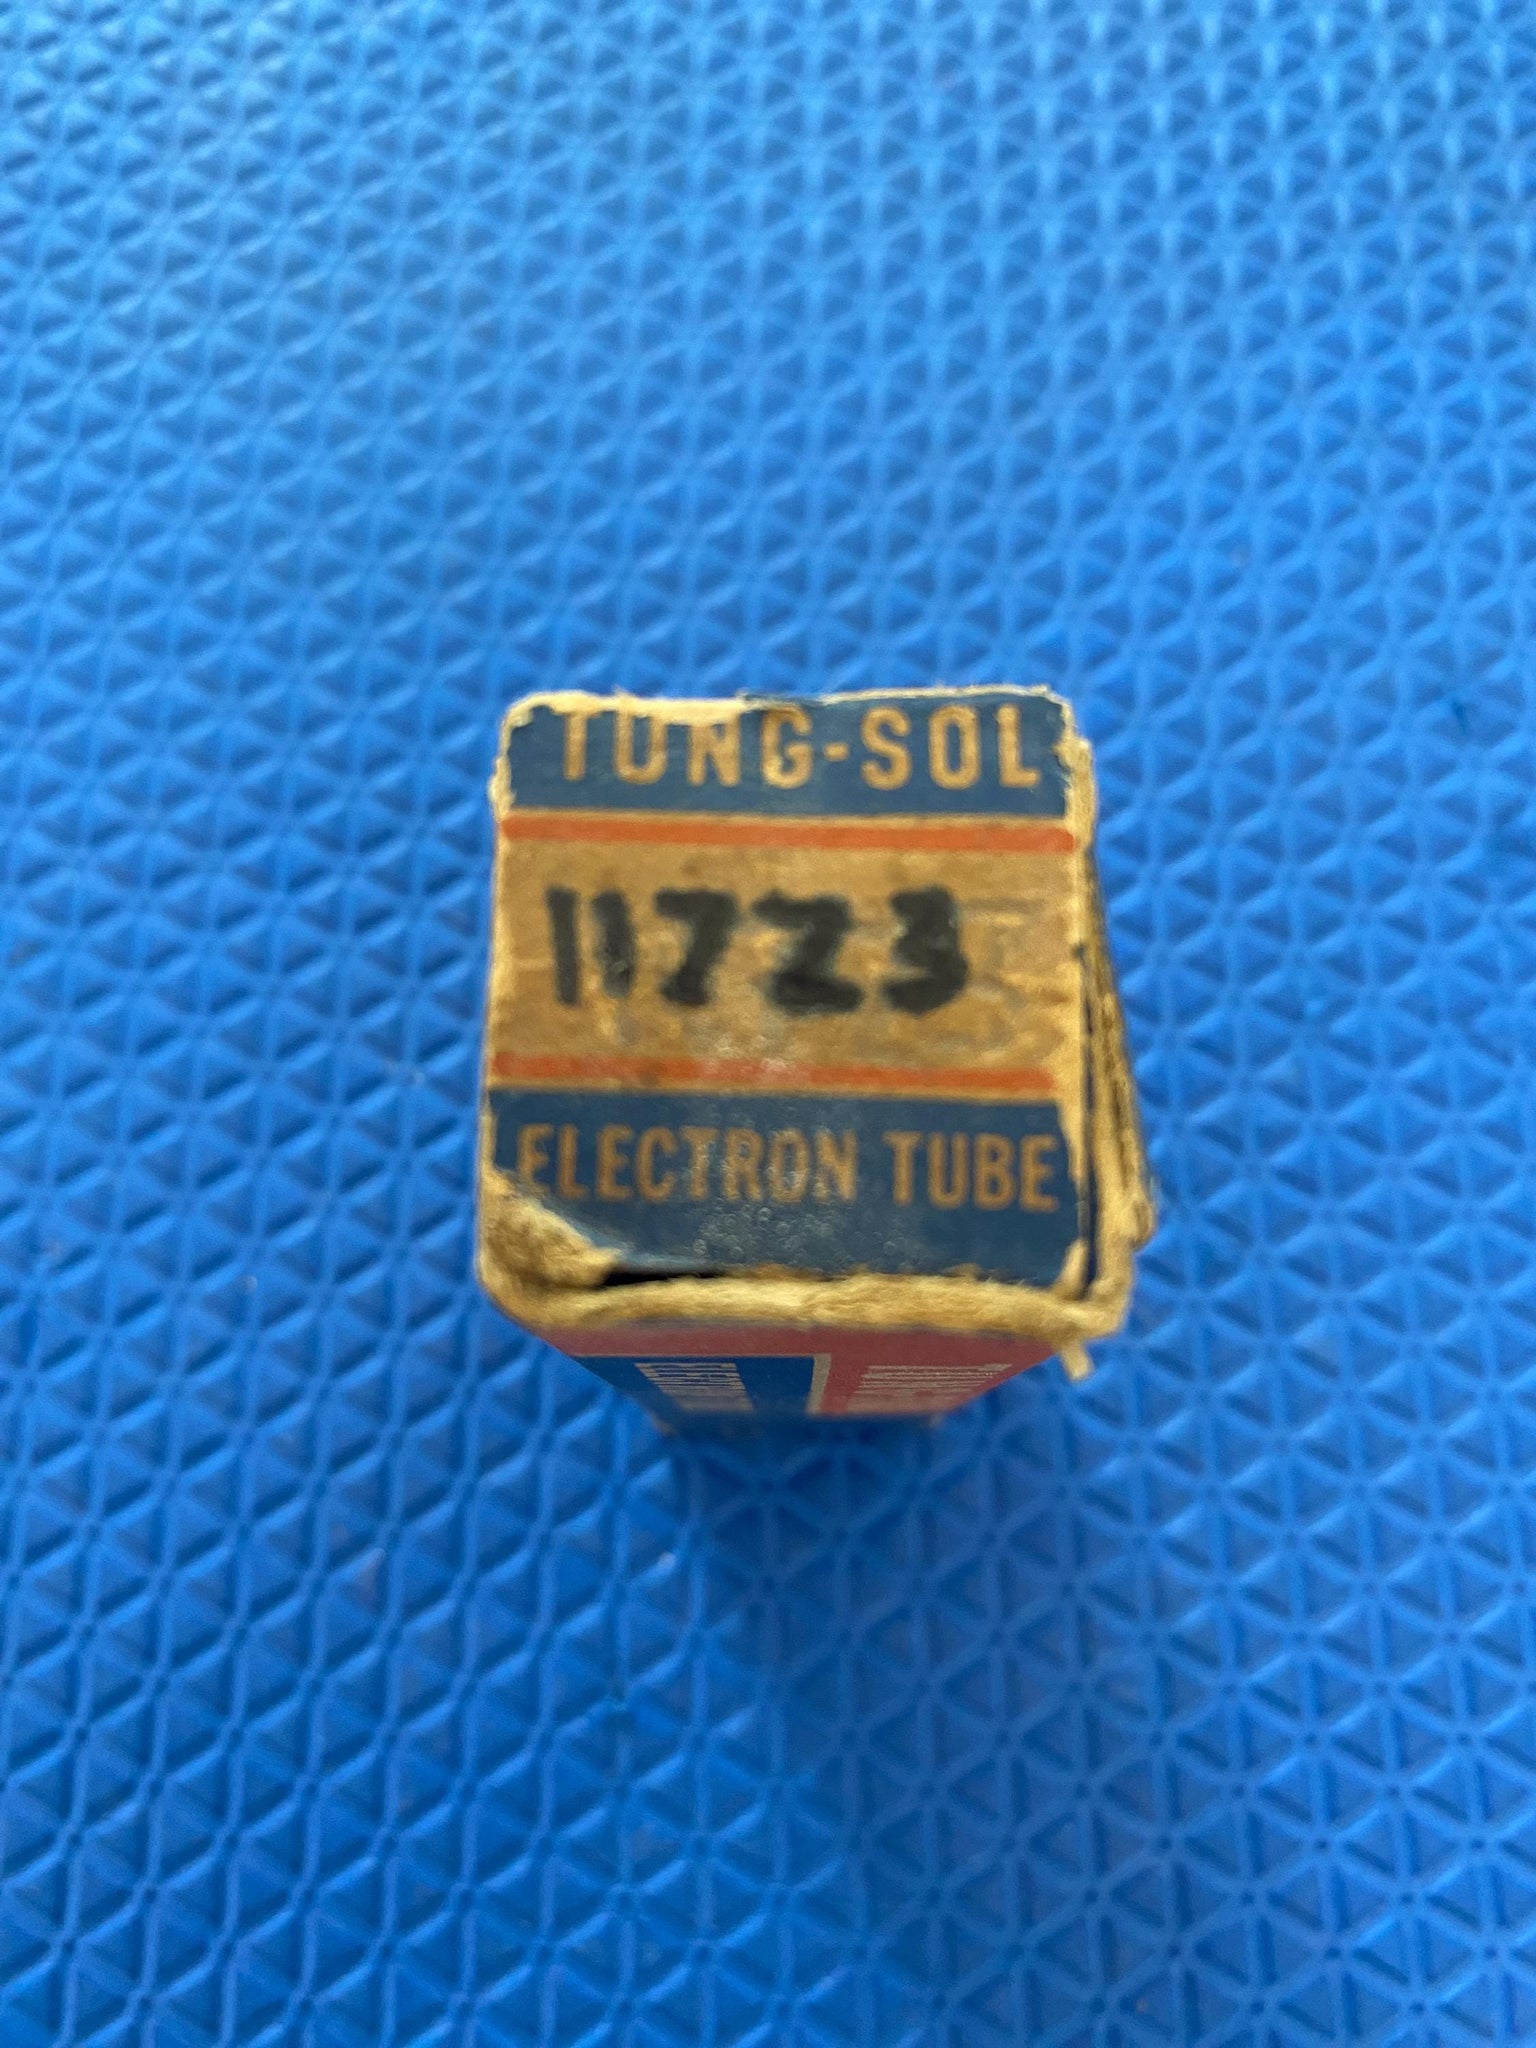 TUNG-SOL
117Z3
ELECTRON TUBE